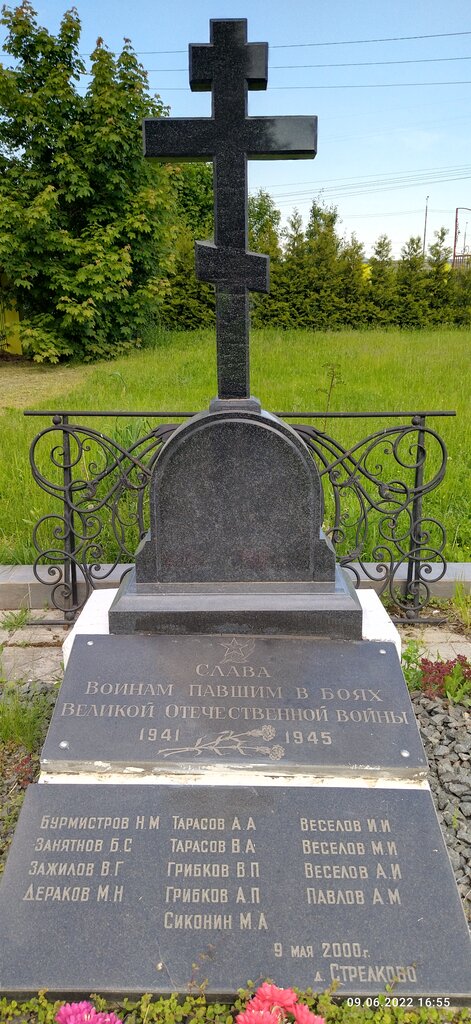 СЛАВА
ВОИНАМ ПАВШИМ В БОЯХ
ВЕЛИКОЙ ОТЕЧЕСТВЕННОЙ ВОЙНЫ
1941 1945
БУРМИСТРОВ Н.М ТАРАСОВ А.А ВЕСЕЛОВ И.И
ЗАНЯТНОВ Б.С ТАРАСОВ В.А ВЕСЕЛОВ М.И
ЗАЖИЛОВ В.Г ГРИБКОВ В.П ВЕСЕЛОВ А.И
ДЕРАКОВ М.Н ГРИБКОВ А.П ПАВЛОВ А.М
СИКОНИН М.А
9 МАЯ 2000г.
д. СТРЕЛКОВО
09.06.2022 16:55